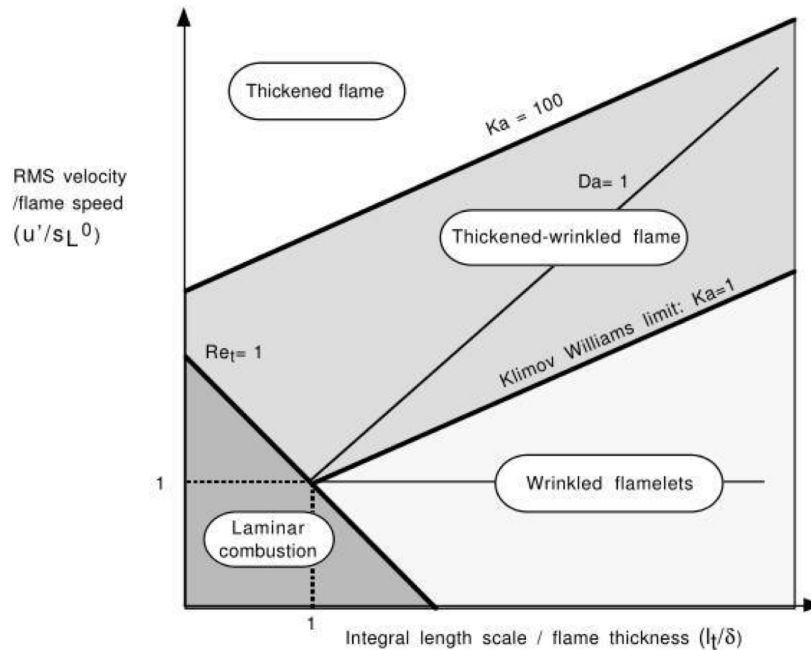 Thickened flame
Ka = 100
RMS velocity
/flame speed
(u'/sL⁰)
Da= 1
Thickened-wrinkled flame
Klimov Williams limit: Ka=1
Ret= 1
1
Wrinkled flamelets
Laminar
combustion
1
Integral length scale / flame thickness (lt/δ)